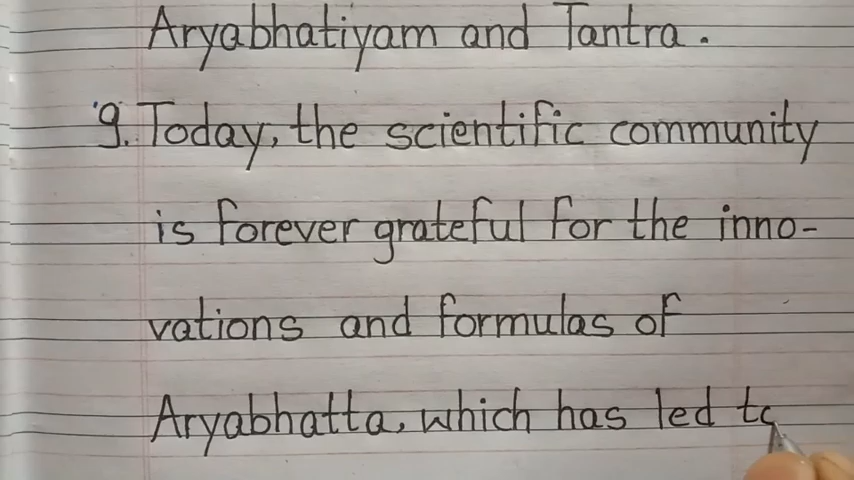 Aryabhatiyam and Tantra.
9. Today, the scientific community
is forever grateful for the inno-
vations and formulas of
Aryabhatta, which has led to